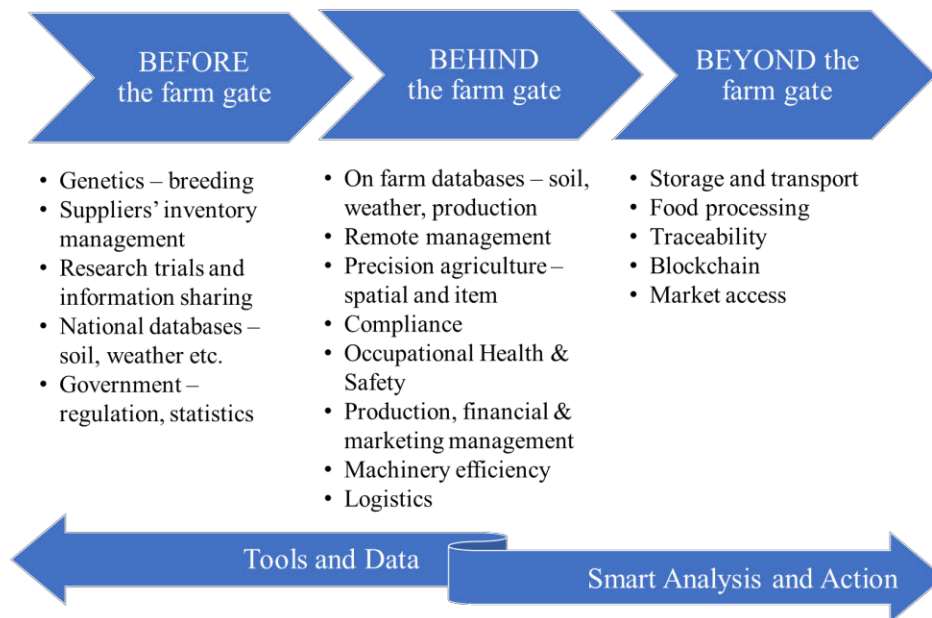 BEFORE
the farm gate
BEHIND
the farm gate
BEYOND the
farm gate
• Genetics – breeding
• Suppliers’ inventory
management
• Research trials and
information sharing
• National databases –
soil, weather etc.
• Government –
regulation, statistics
• On farm databases – soil,
weather, production
• Remote management
• Precision agriculture –
spatial and item
• Compliance
• Occupational Health &
Safety
• Production, financial &
marketing management
• Machinery efficiency
• Logistics
• Storage and transport
• Food processing
• Traceability
• Blockchain
• Market access
Tools and Data
Smart Analysis and Action